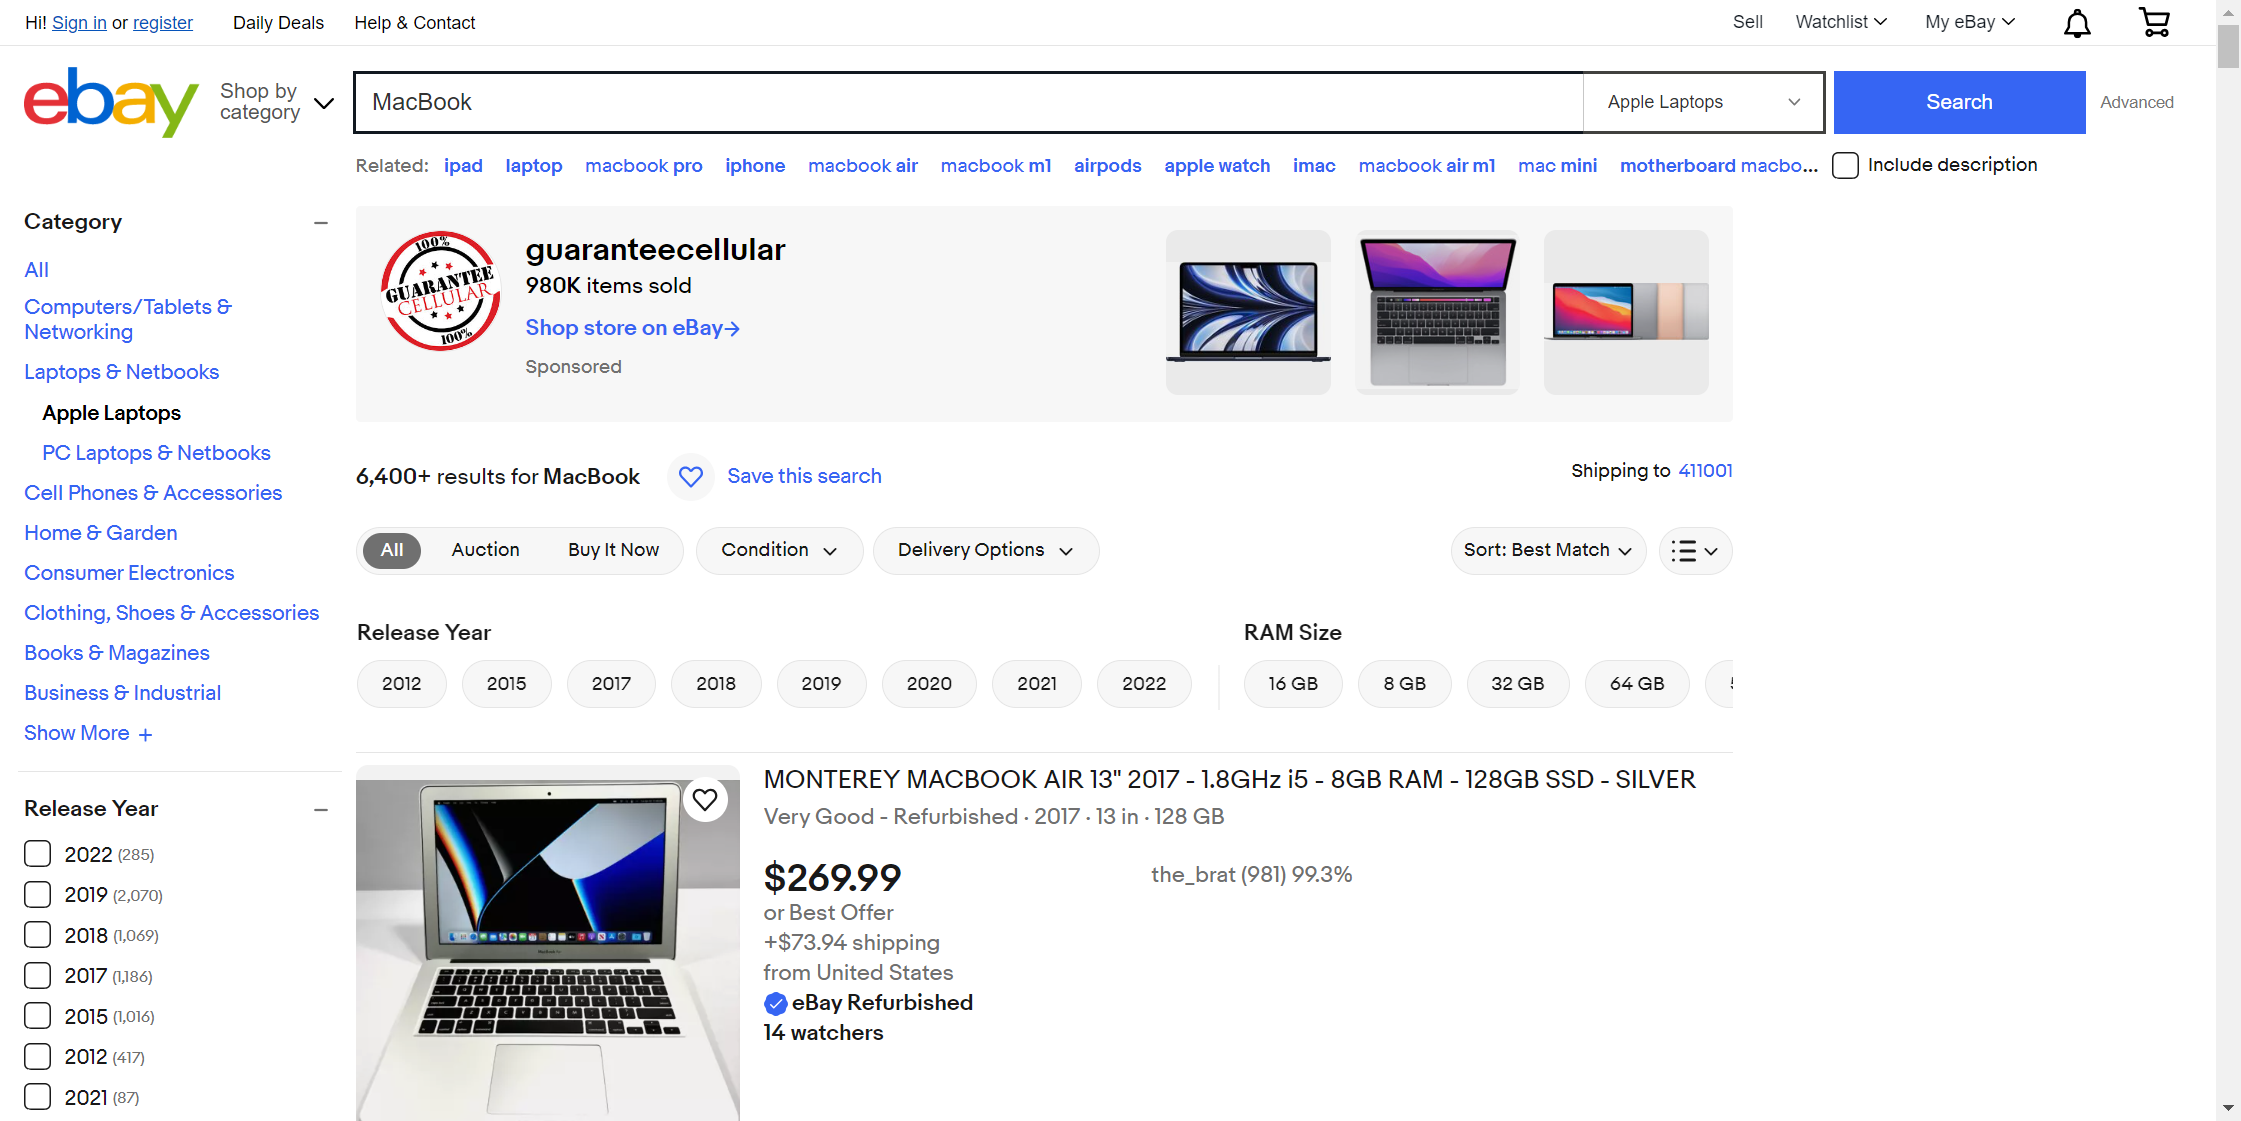 Hi! Sign in or register Daily Deals Help & Contact Sell Watchlist My eBay
ebay Shop by category MacBook Apple Laptops Search Advanced
Related: ipad laptop macbook pro iphone macbook air macbook m1 airpods apple watch imac macbook air m1 mac mini motherboard macbo... Include description
Category
All
Computers/Tablets &
Networking
Laptops & Netbooks
Apple Laptops
PC Laptops & Netbooks
Cell Phones & Accessories
Home & Garden
Consumer Electronics
Clothing, Shoes & Accessories
Books & Magazines
Business & Industrial
Show More +
Release Year
2022 (285)
2019 (2,070)
2018 (1,069)
2017 (1,186)
2015 (1,016)
2012 (417)
2021 (87)
100%
GUARANTEE
CELLULAR
100%
guaranteecellular
980K items sold
Shop store on eBay→
Sponsored
6,400+ results for MacBook Save this search Shipping to 411001
All Auction Buy It Now Condition Delivery Options Sort: Best Match
Release Year RAM Size
2012 2015 2017 2018 2019 2020 2021 2022 16 GB 8 GB 32 GB 64 GB
MONTEREY MACBOOK AIR 13" 2017 - 1.8GHz i5 - 8GB RAM - 128GB SSD - SILVER
Very Good - Refurbished · 2017 · 13 in · 128 GB
$269.99 the_brat (981) 99.3%
or Best Offer
+$73.94 shipping
from United States
eBay Refurbished
14 watchers